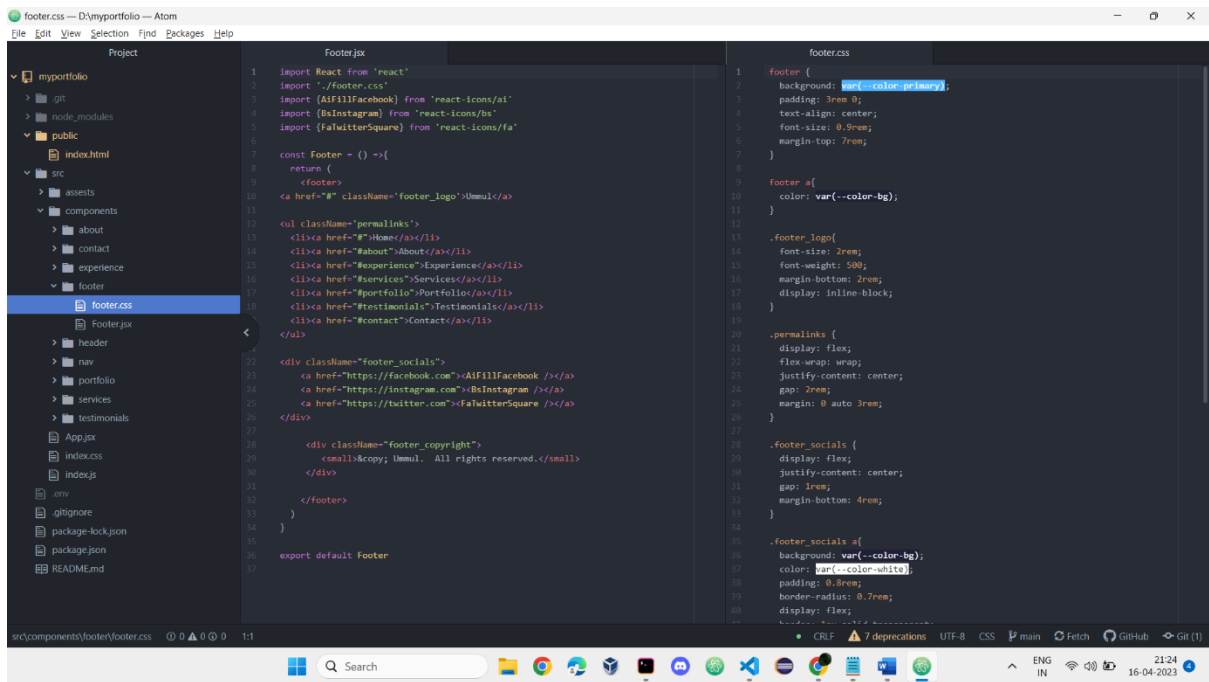 footer.css — D:\myportfolio — Atom
File Edit View Selection Find Packages Help
Project
myportfolio
.git
node_modules
public
index.html
src
assests
components
about
contact
experience
footer
footer.css
Footer.jsx
header
nav
portfolio
services
testimonials
App.jsx
index.css
index.js
.env
.gitignore
package-lock.json
package.json
README.md
Footer.jsx
1 import React from 'react'
2 import './footer.css'
3 import {AiFillFacebook} from 'react-icons/ai'
4 import {BsInstagram} from 'react-icons/bs'
5 import {FaTwitterSquare} from 'react-icons/fa'
6
7 const Footer = () =>{
8 return (
9 <footer>
10 <a href="#" className='footer_logo'>Ummul</a>
11
12 <ul className='permalinks'>
13 <li><a href="#">Home</a></li>
14 <li><a href="#about">About</a></li>
15 <li><a href="#experience">Experience</a></li>
16 <li><a href="#services">Services</a></li>
17 <li><a href="#portfolio">Portfolio</a></li>
18 <li><a href="#testimonials">Testimonials</a></li>
19 <li><a href="#contact">Contact</a></li>
20 </ul>
21
22 <div className="footer_socials">
23 <a href="https://facebook.com"><AiFillFacebook /></a>
24 <a href="https://instagram.com"><BsInstagram /></a>
25 <a href="https://twitter.com"><FaTwitterSquare /></a>
26 </div>
27
28 <div className="footer_copyright">
29 <small>&copy; Ummul. All rights reserved.</small>
30 </div>
31
32 </footer>
33 )
34 }
35
36 export default Footer
37
footer.css
1 footer {
2 background: var(--color-primary);
3 padding: 3rem 0;
4 text-align: center;
5 font-size: 0.9rem;
6 margin-top: 7rem;
7 }
8
9 footer a{
10 color: var(--color-bg);
11 }
12
13 .footer_logo{
14 font-size: 2rem;
15 font-weight: 500;
16 margin-bottom: 2rem;
17 display: inline-block;
18 }
19
20 .permalinks {
21 display: flex;
22 flex-wrap: wrap;
23 justify-content: center;
24 gap: 2rem;
25 margin: 0 auto 3rem;
26 }
27
28 .footer_socials {
29 display: flex;
30 justify-content: center;
31 gap: 1rem;
32 margin-bottom: 4rem;
33 }
34
35 .footer_socials a{
36 background: var(--color-bg);
37 color: var(--color-white);
38 padding: 0.8rem;
39 border-radius: 0.7rem;
40 display: flex;
src\components\footer\footer.css 0 0 0 1:1 CRLF 7 deprecations UTF-8 CSS main Fetch GitHub Git (1)
Search
ENG
IN
21:24
16-04-2023
4